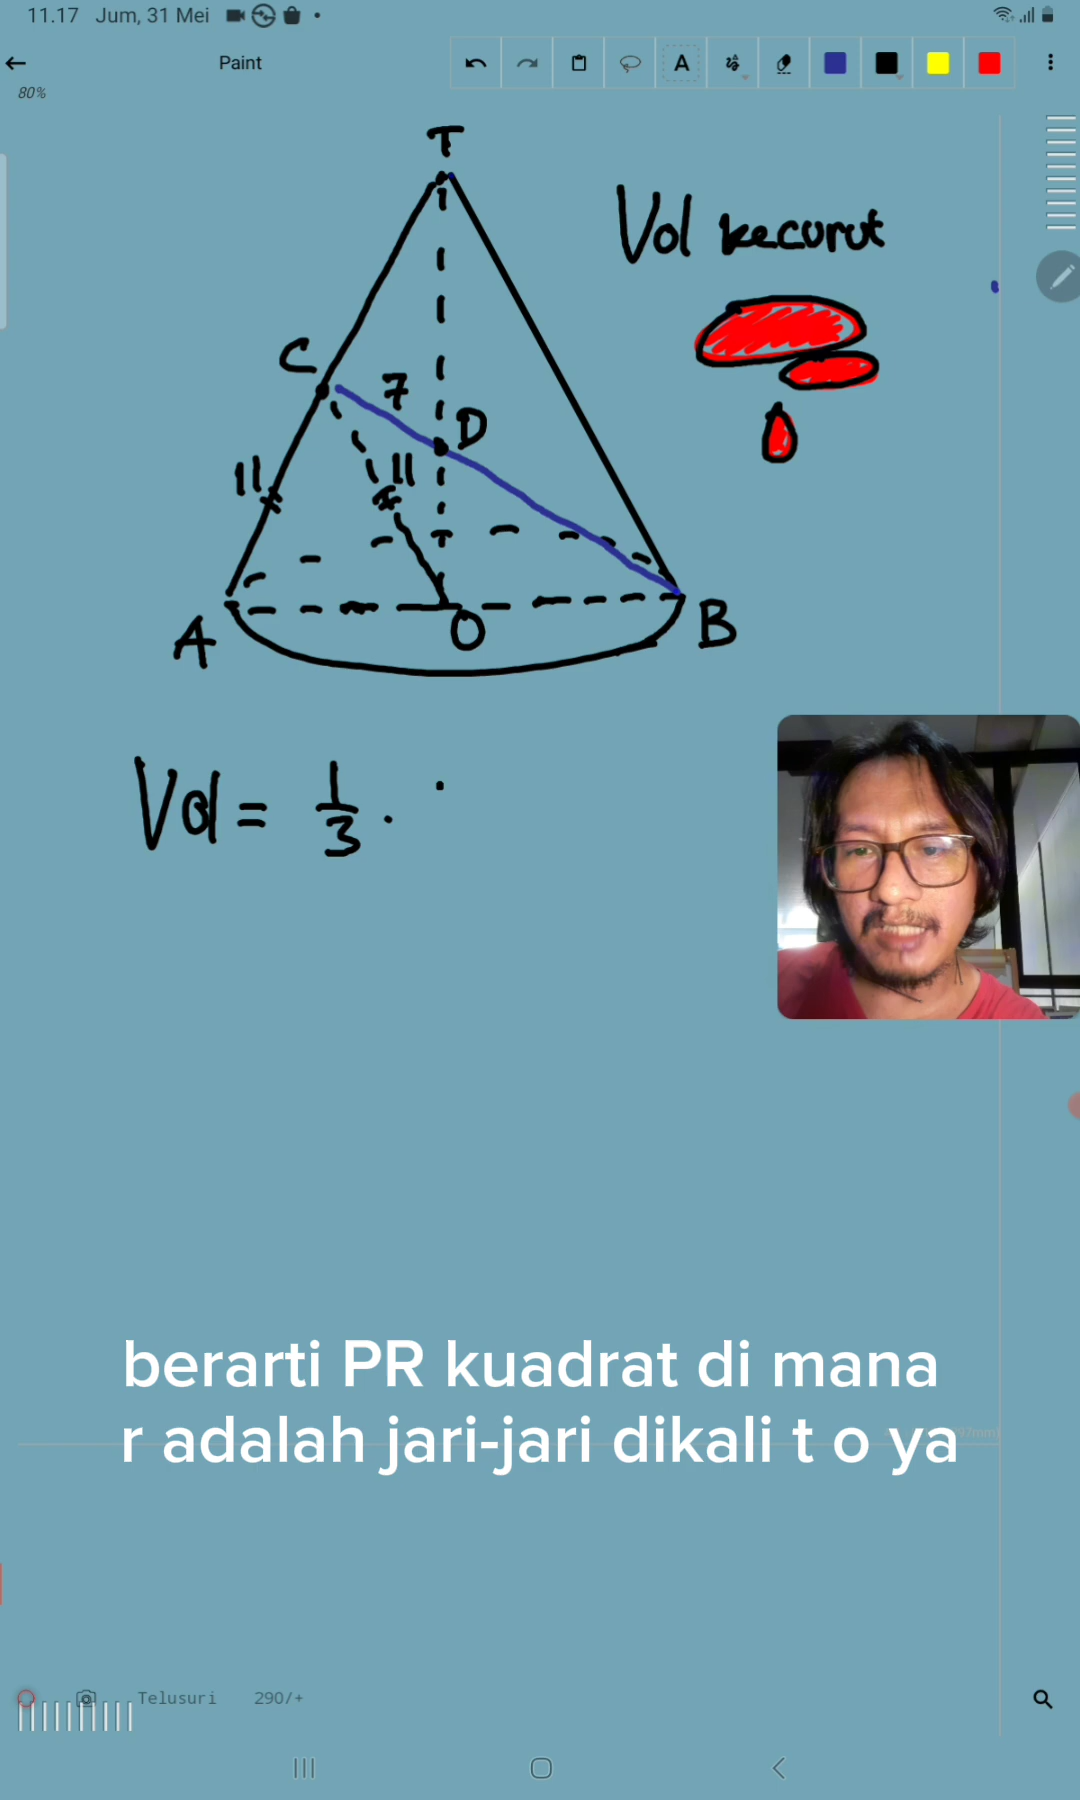 11.17 Jum, 31 Mei
Paint
A
80%
T
Vol kecurut
C
7
D
11
11
A
O
B
Vol = 1/3 .
berarti PR kuadrat di mana
r adalah jari-jari dikali t o ya
Telusuri 290/+